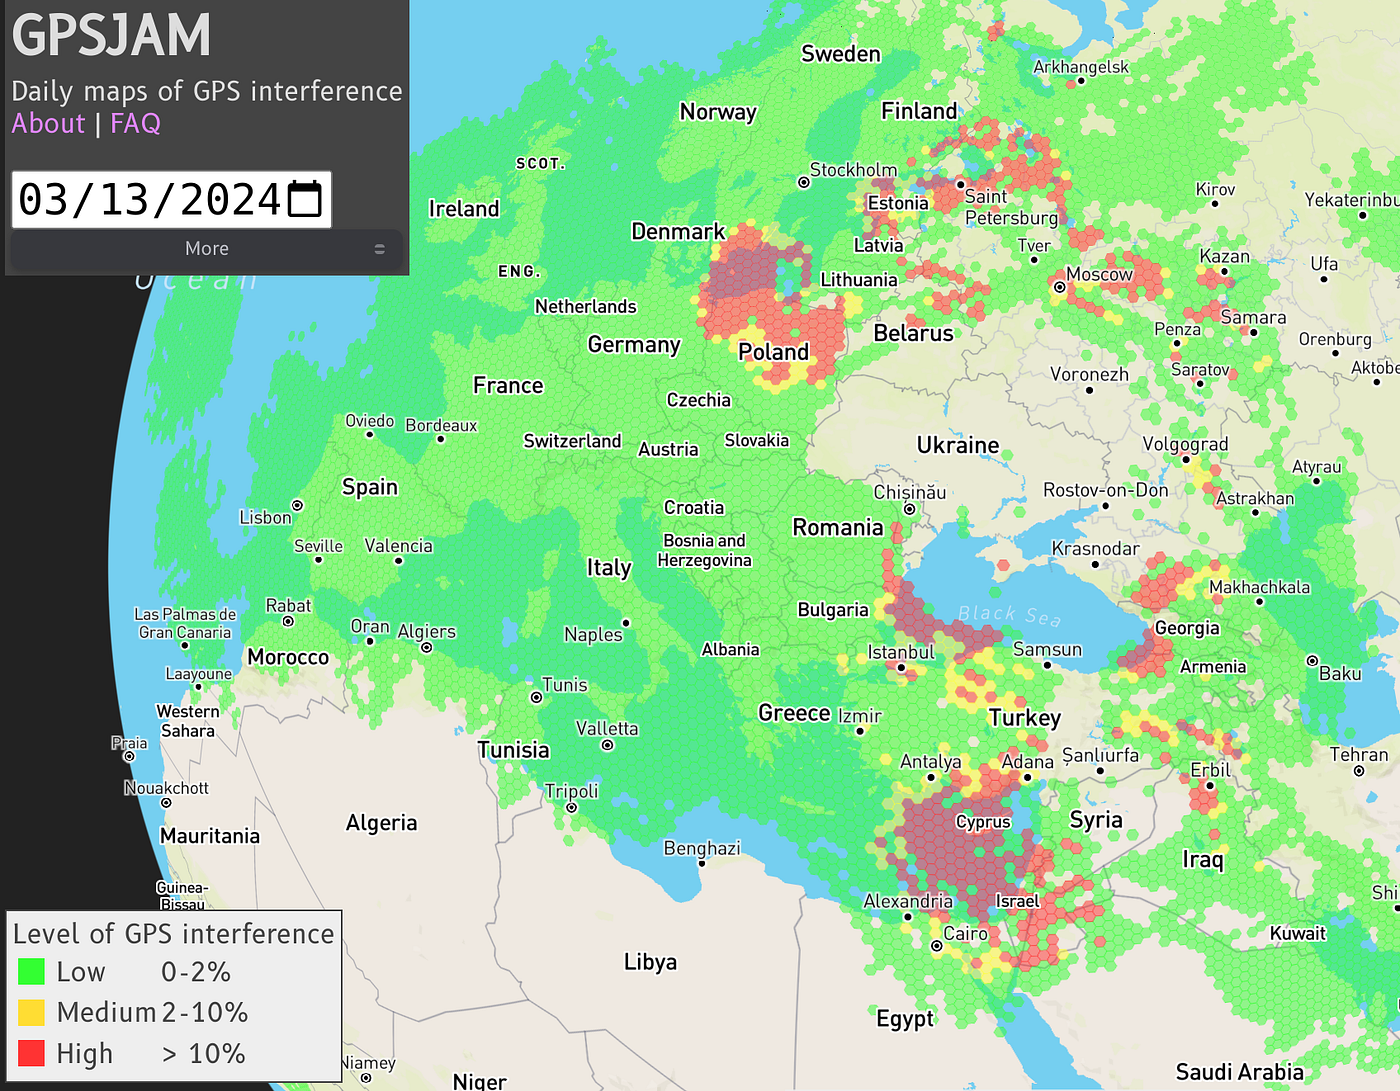 GPSJAM
Daily maps of GPS interference
About | FAQ
03/13/2024
More
Ocean
Sweden
Arkhangelsk
Norway
Finland
SCOT.
Stockholm
Ireland
Estonia
Saint
Petersburg
Kirov
Yekaterinbu
Denmark
Latvia
Tver
Kazan
Ufa
ENG.
Lithuania
Moscow
Netherlands
Belarus
Penza
Samara
Orenburg
Germany
Poland
France
Voronezh
Saratov
Aktobe
Czechia
Oviedo
Bordeaux
Switzerland
Austria
Slovakia
Ukraine
Volgograd
Atyrau
Spain
Chișinău
Rostov-on-Don
Astrakhan
Lisbon
Croatia
Romania
Seville
Valencia
Bosnia and
Herzegovina
Krasnodar
Italy
Makhachkala
Las Palmas de
Gran Canaria
Rabat
Oran
Algiers
Naples
Bulgaria
Black Sea
Georgia
Morocco
Albania
Istanbul
Samsun
Armenia
Baku
Laayoune
Tunis
Western
Sahara
Greece
Izmir
Turkey
Praia
Tunisia
Valletta
Antalya
Adana
Şanlıurfa
Erbil
Tehran
Nouakchott
Tripoli
Mauritania
Algeria
Cyprus
Syria
Benghazi
Iraq
Guinea-
Bissau
Alexandria
Israel
Shi
Cairo
Kuwait
Libya
Egypt
Saudi Arabia
Niamey
Niger
Level of GPS interference
Low 0-2%
Medium 2-10%
High > 10%